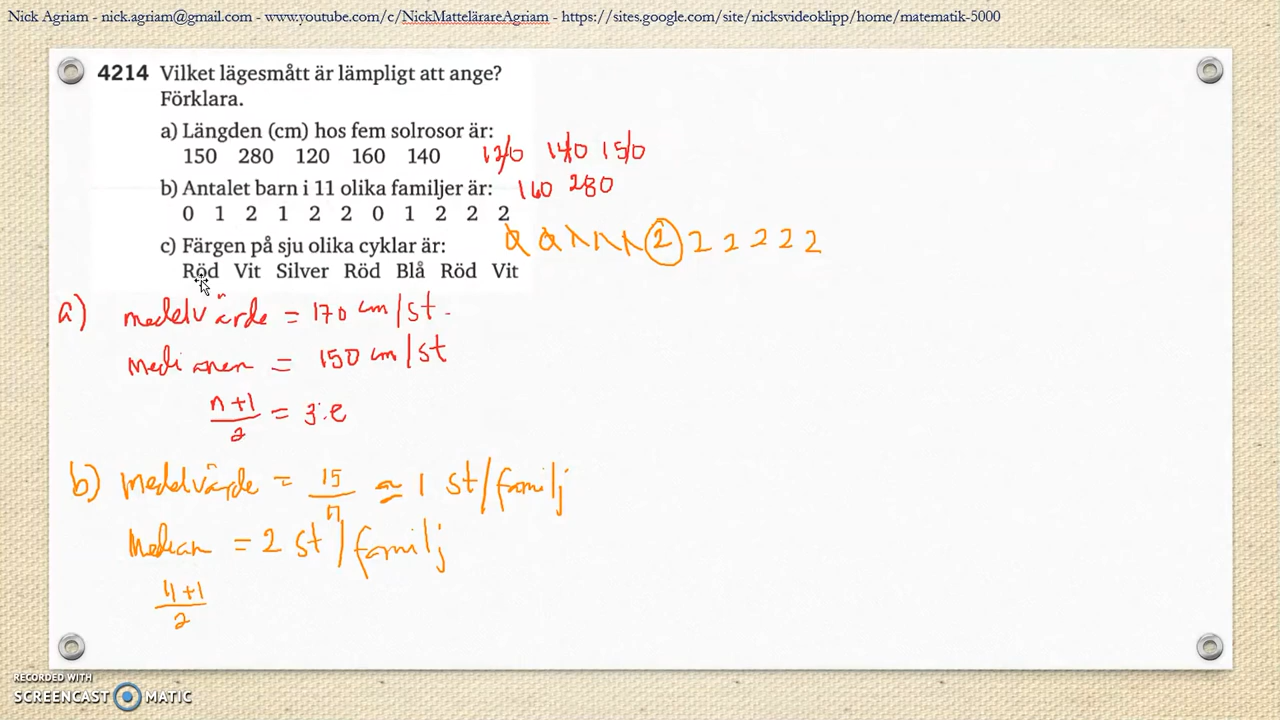 Nick Agriam - nick.agriam@gmail.com - www.youtube.com/c/NickMattelärareAgriam - https://sites.google.com/site/nicksvideoklipp/home/matematik-5000
4214 Vilket lägesmått är lämpligt att ange?
Förklara.
a) Längden (cm) hos fem solrosor är:
150 280 120 160 140
120 140 150
160 280
b) Antalet barn i 11 olika familjer är:
0 1 2 1 2 2 0 1 2 2 2
0 0 1 1 1 2 2 2 2 2 2
c) Färgen på sju olika cyklar är:
Röd Vit Silver Röd Blå Röd Vit
a) medelvärde = 170 cm/st.
medianen = 150 cm/st
n+1/2 = 3:e
b) medelvärde = 15/11 ≈ 1 st/familj
median = 2 st/familj
11+1/2
RECORDED WITH
SCREENCAST MATIC